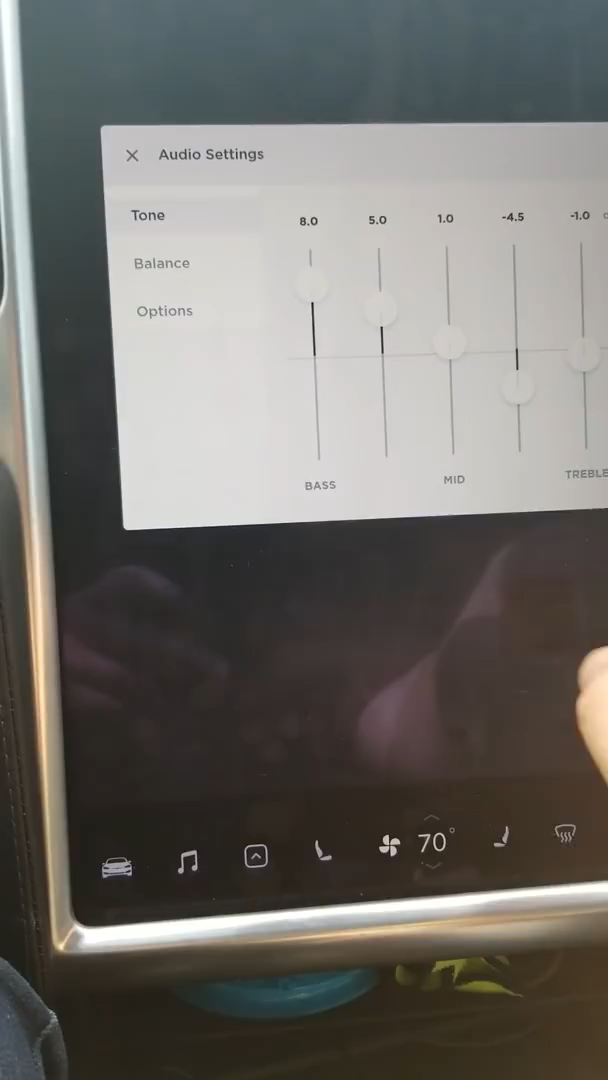 Audio Settings
Tone
Balance
Options
8.0 5.0 1.0 -4.5 -1.0
BASS MID TREBLE
70°